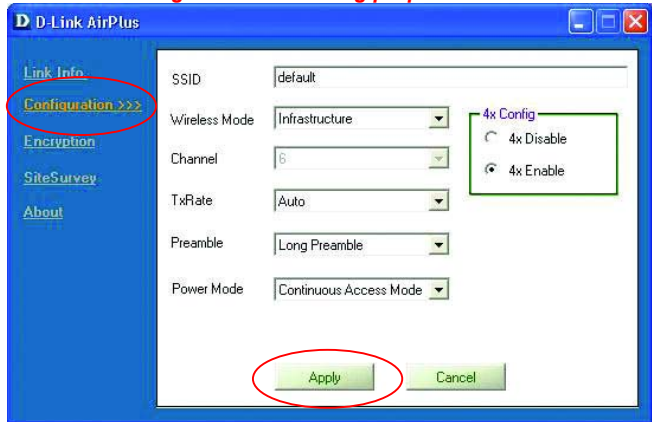 D D-Link AirPlus
Link Info
Configuration >>>
Encryption
SiteSurvey
About
SSID default
Wireless Mode Infrastructure
Channel 6
TxRate Auto
Preamble Long Preamble
Power Mode Continuous Access Mode
4x Config
4x Disable
4x Enable
Apply Cancel